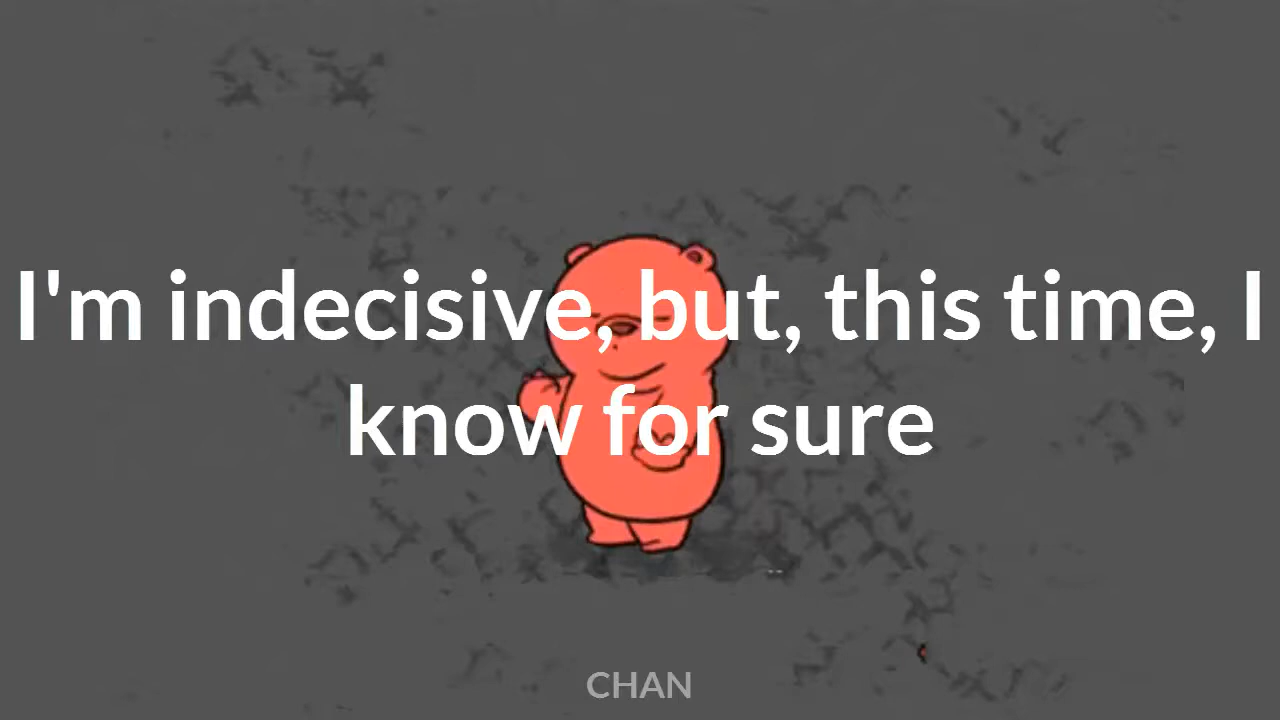 I'm indecisive, but, this time, I
know for sure
CHAN